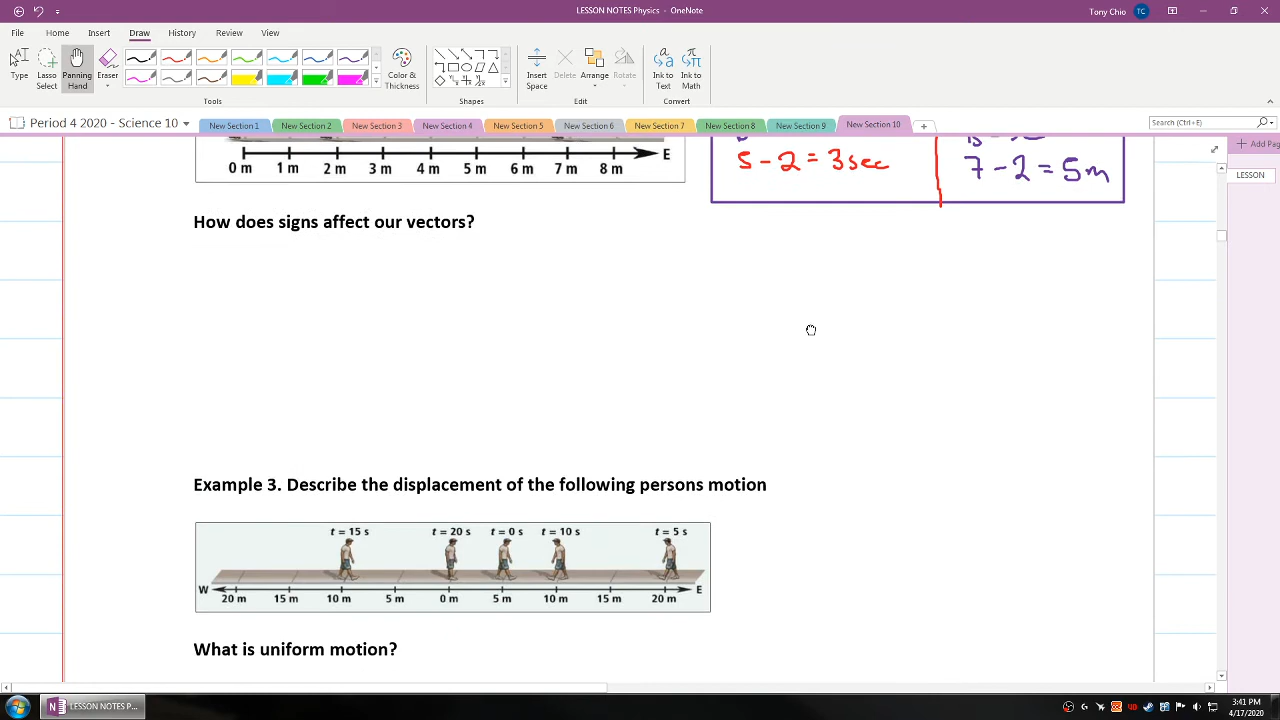 LESSON NOTES Physics - OneNote
Tony Chio TC
File Home Insert Draw History Review View
Type Lasso Select Panning Hand Eraser Color & Thickness Insert Space Delete Arrange Rotate Ink to Text Ink to Math
Tools Shapes Edit Convert
Period 4 2020 - Science 10 New Section 1 New Section 2 New Section 3 New Section 4 New Section 5 New Section 6 New Section 7 New Section 8 New Section 9 New Section 10 Search (Ctrl+E)
Add Pag
LESSON
E
0 m 1 m 2 m 3 m 4 m 5 m 6 m 7 m 8 m
5 - 2 = 3 sec
7 - 2 = 5m
How does signs affect our vectors?
Example 3. Describe the displacement of the following persons motion
t = 15 s t = 20 s t = 0 s t = 10 s t = 5 s
W E
20 m 15 m 10 m 5 m 0 m 5 m 10 m 15 m 20 m
What is uniform motion?
LESSON NOTES P...
3:41 PM
4/17/2020